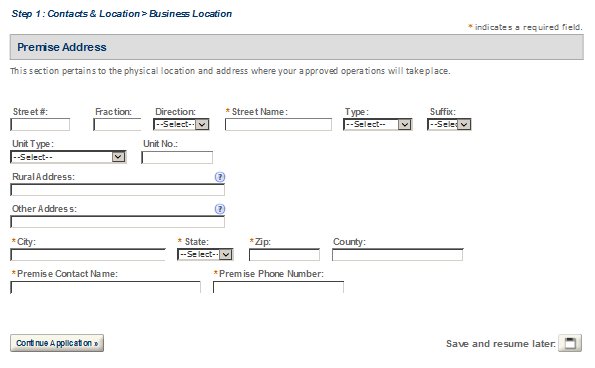 Step 1: Contacts & Location > Business Location
* indicates a required field.
Premise Address
This section pertains to the physical location and address where your approved operations will take place.
Street #: Fraction: Direction: * Street Name: Type: Suffix:
--Select-- --Select-- --Selec
Unit Type: Unit No.:
--Select--
Rural Address: ?
Other Address: ?
* City: * State: * Zip: County:
--Select--
* Premise Contact Name: * Premise Phone Number:
Continue Application » Save and resume later: